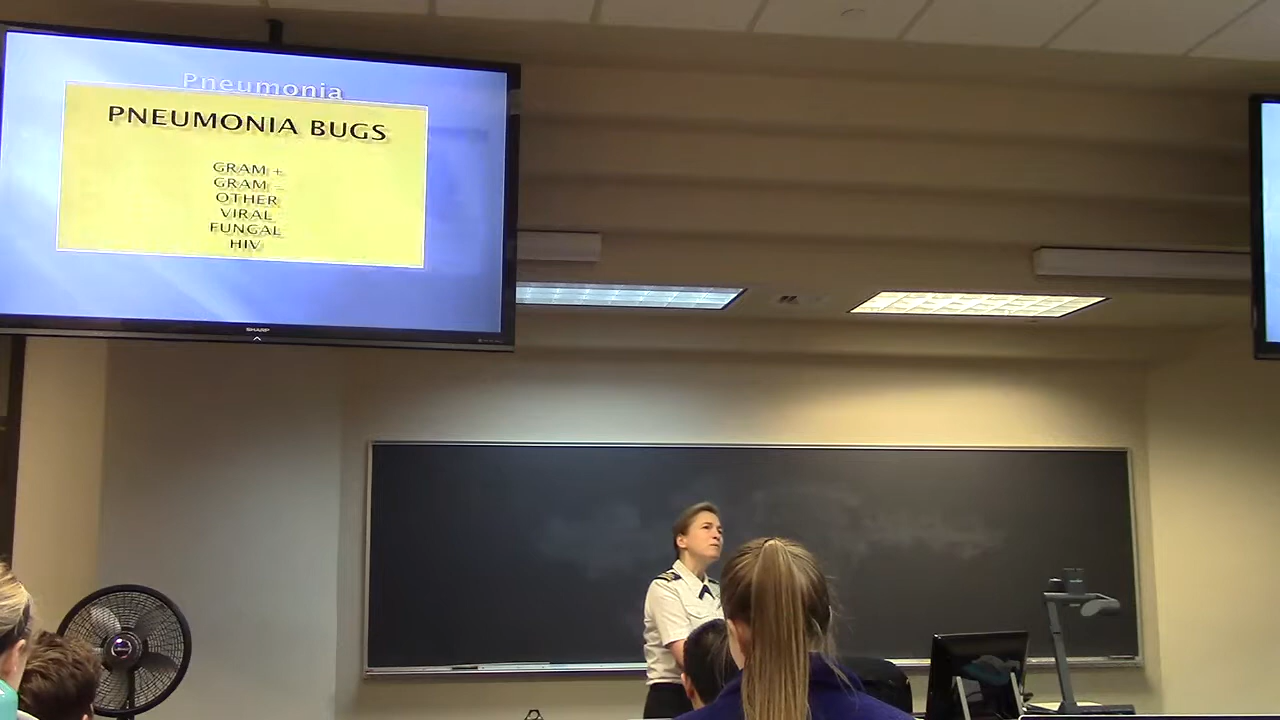 Pneumonia
PNEUMONIA BUGS
GRAM +
GRAM –
OTHER
VIRAL
FUNGAL
HIV
SHARP